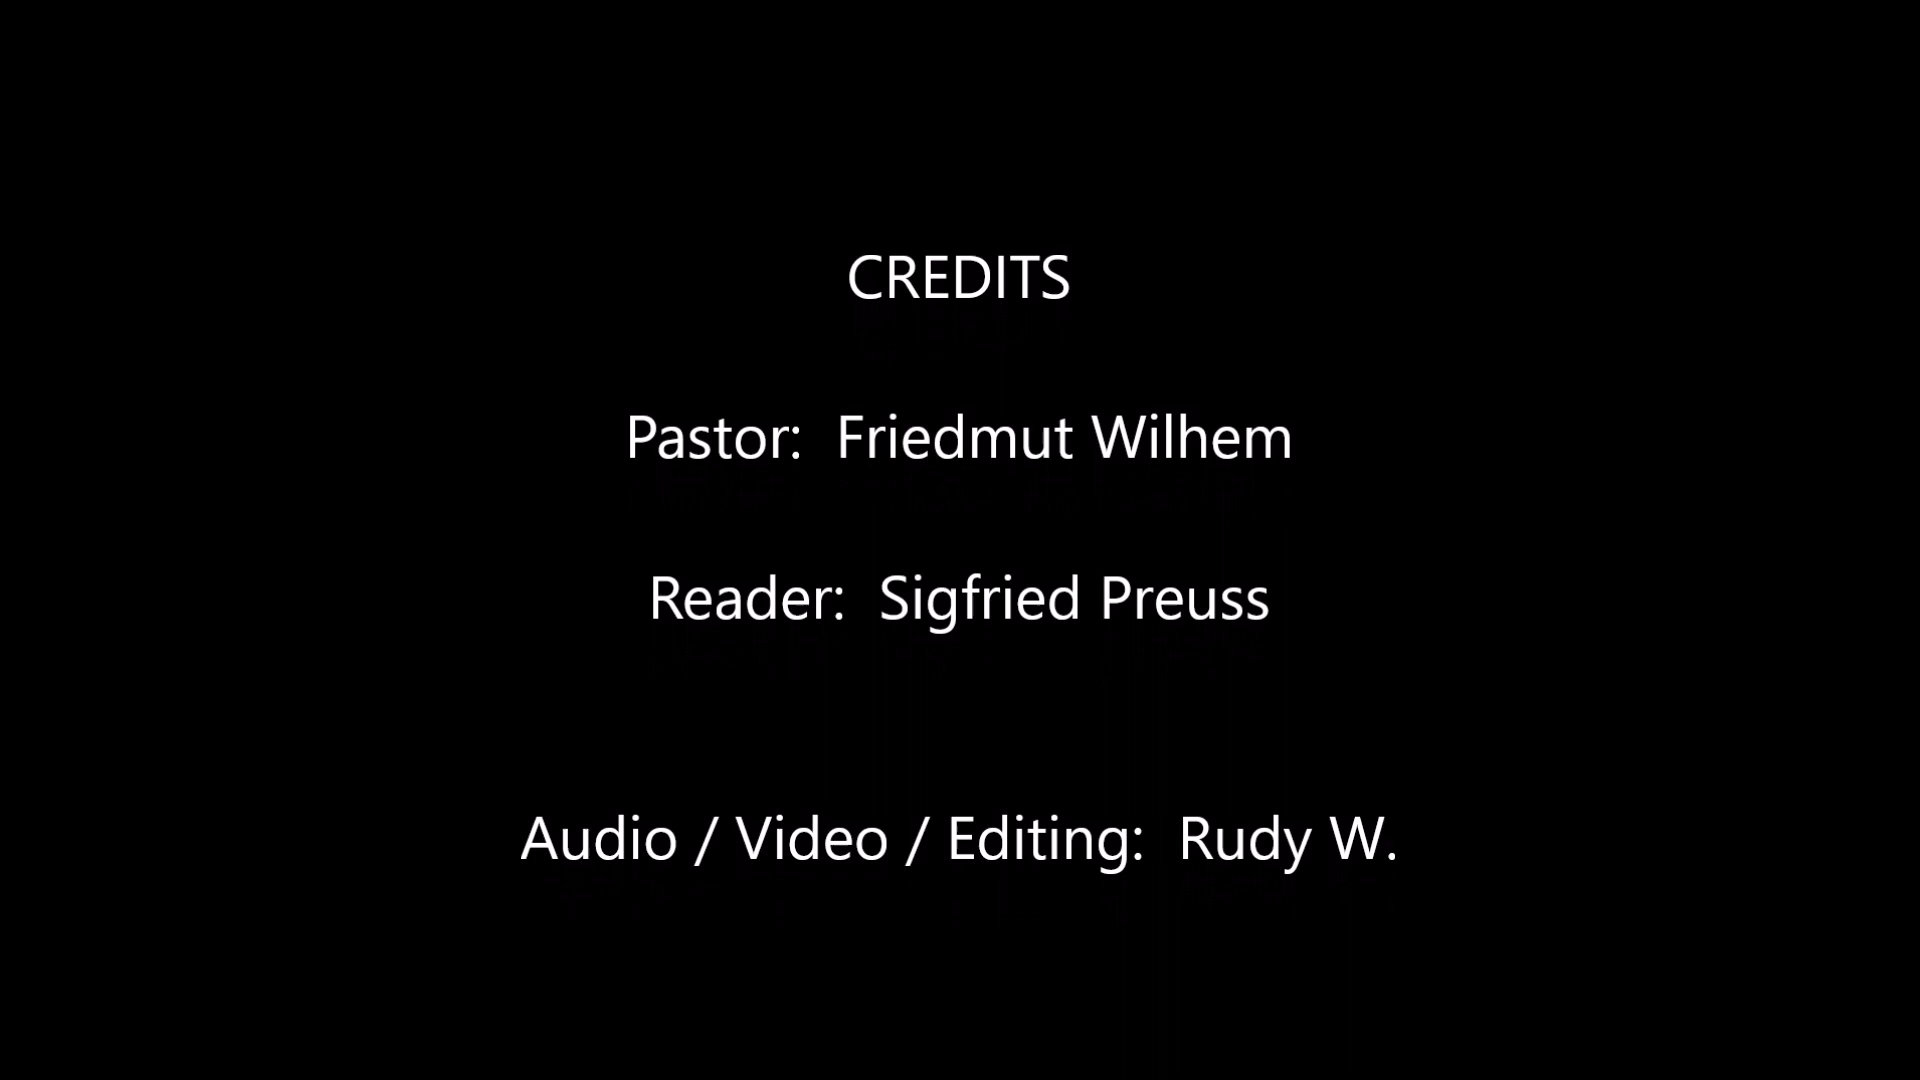 CREDITS
Pastor:  Friedmut Wilhem
Reader:  Sigfried Preuss
Audio / Video / Editing:  Rudy W.